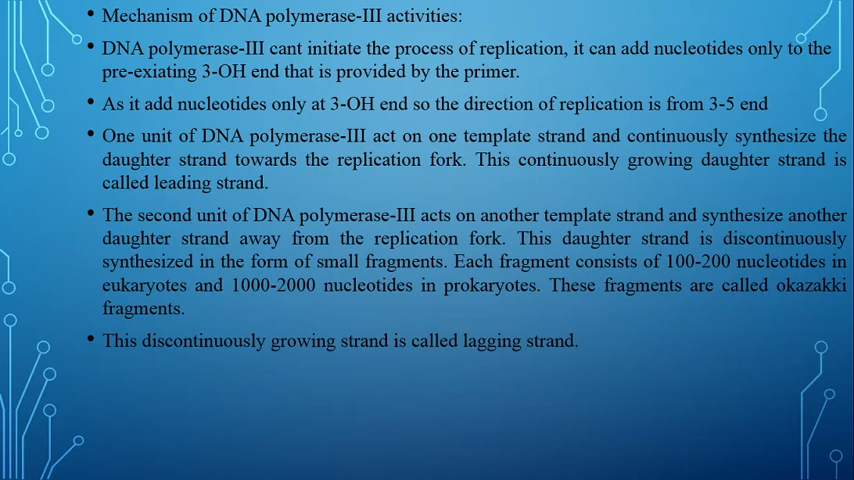 • Mechanism of DNA polymerase-III activities:
• DNA polymerase-III cant initiate the process of replication, it can add nucleotides only to the
pre-exiating 3-OH end that is provided by the primer.
• As it add nucleotides only at 3-OH end so the direction of replication is from 3-5 end
• One unit of DNA polymerase-III act on one template strand and continuously synthesize the
daughter strand towards the replication fork. This continuously growing daughter strand is
called leading strand.
• The second unit of DNA polymerase-III acts on another template strand and synthesize another
daughter strand away from the replication fork. This daughter strand is discontinuously
synthesized in the form of small fragments. Each fragment consists of 100-200 nucleotides in
eukaryotes and 1000-2000 nucleotides in prokaryotes. These fragments are called okazakki
fragments.
• This discontinuously growing strand is called lagging strand.